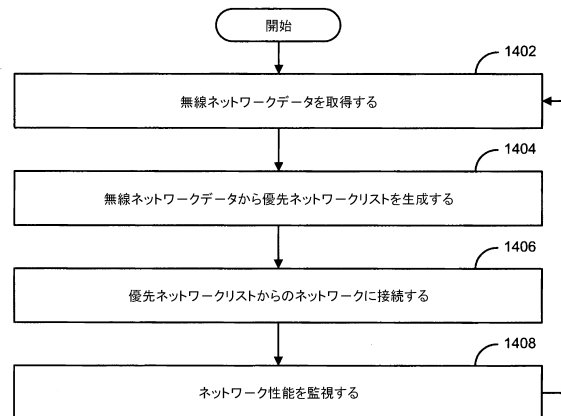 開始
1402
無線ネットワークデータを取得する
1404
無線ネットワークデータから優先ネットワークリストを生成する
1406
優先ネットワークリストからのネットワークに接続する
1408
ネットワーク性能を監視する